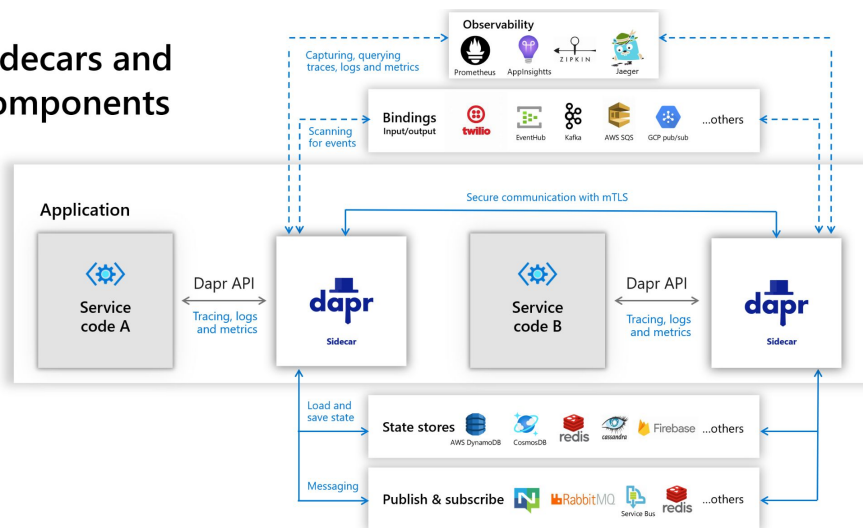 decars and
omponents
Observability
Capturing, querying
traces, logs and metrics
Prometheus
AppInsights
ZIPKIN
Jaeger
Scanning
for events
Bindings
Input/output
twilio
EventHub
Kafka
AWS SQS
GCP pub/sub
...others
Application
Secure communication with mTLS
Service
code A
Dapr API
Tracing, logs
and metrics
dapr
Sidecar
Service
code B
Dapr API
Tracing, logs
and metrics
dapr
Sidecar
Load and
save state
State stores
AWS DynamoDB
CosmosDB
redis
cassandra
Firebase
...others
Messaging
Publish & subscribe
N
RabbitMQ
Service Bus
redis
...others